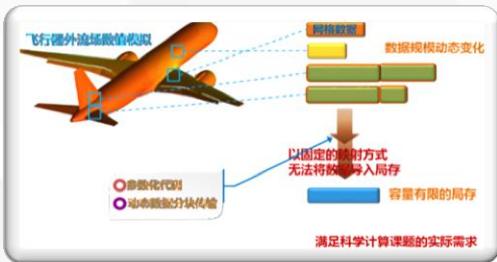 飞行器外流场数值模拟
网格数据
数据规模动态变化
以固定的映射方式
无法将数据导入局存
参数化代码
动态数据分块传输
容量有限的局存
满足科学计算课题的实际需求